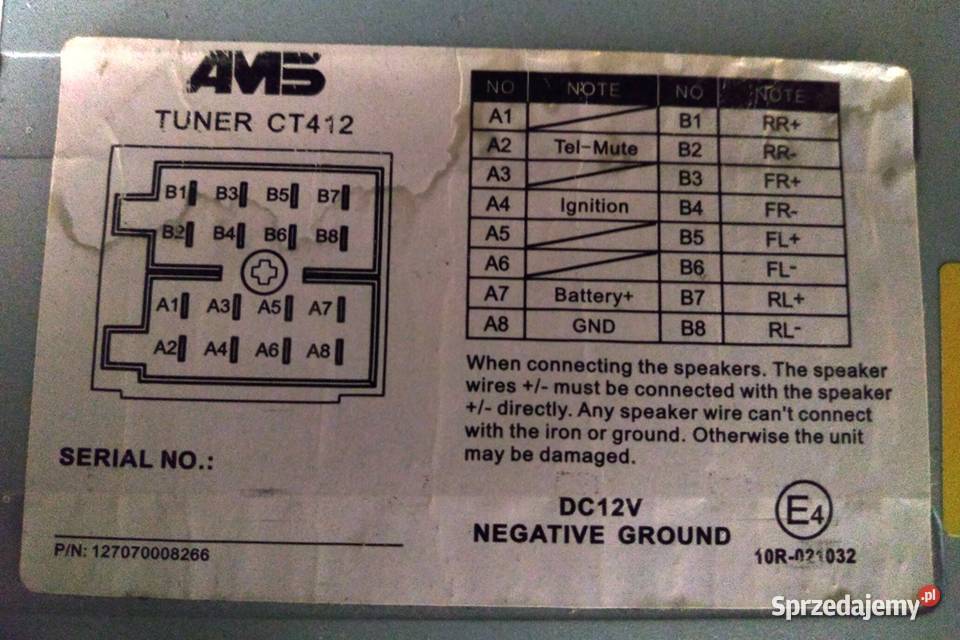 AMS
TUNER CT412
B1 B3 B5 B7
B2 B4 B6 B8
A1 A3 A5 A7
A2 A4 A6 A8
SERIAL NO.:
P/N: 127070008266
NO NOTE NO NOTE
A1 B1 RR+
A2 Tel-Mute B2 RR-
A3 B3 FR+
A4 Ignition B4 FR-
A5 B5 FL+
A6 B6 FL-
A7 Battery+ B7 RL+
A8 GND B8 RL-
When connecting the speakers. The speaker
wires +/- must be connected with the speaker
+/- directly. Any speaker wire can't connect
with the iron or ground. Otherwise the unit
may be damaged.
DC12V
NEGATIVE GROUND
E4
10R-021032
Sprzedajemy.pl